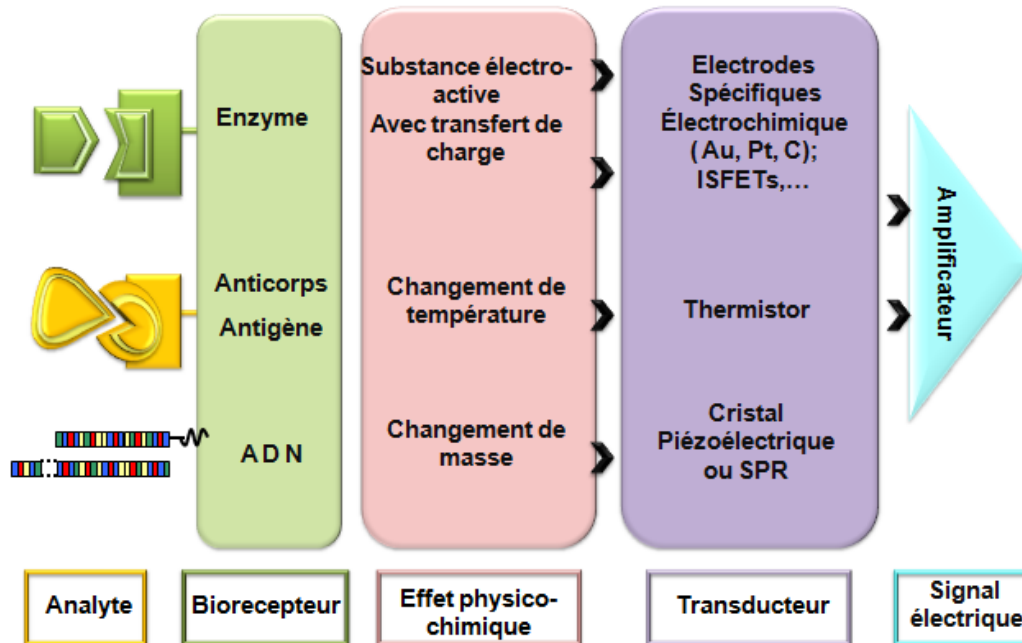 Enzyme
Anticorps
Antigène
A D N
Substance électro-
active
Avec transfert de
charge
Changement de
température
Changement de
masse
Electrodes
Spécifiques
Électrochimique
( Au, Pt, C);
ISFETs,…
Thermistor
Cristal
Piézoélectrique
ou SPR
Amplificateur
Analyte
Biorecepteur
Effet physico-
chimique
Transducteur
Signal
électrique